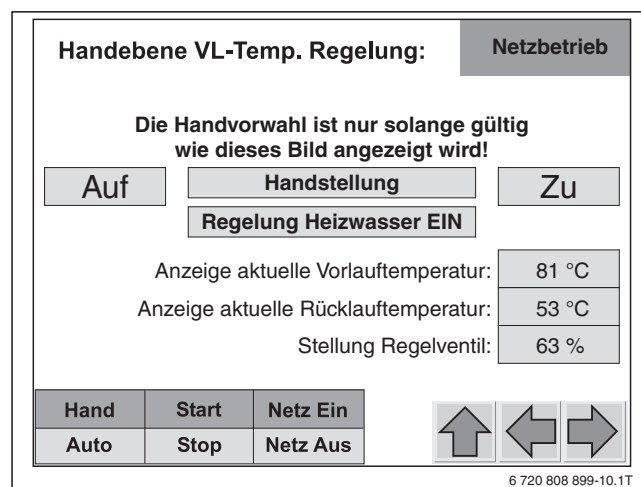 Handebene VL-Temp. Regelung:
Netzbetrieb
Die Handvorwahl ist nur solange gültig
wie dieses Bild angezeigt wird!
Auf
Handstellung
Zu
Regelung Heizwasser EIN
Anzeige aktuelle Vorlauftemperatur: 81 °C
Anzeige aktuelle Rücklauftemperatur: 53 °C
Stellung Regelventil: 63 %
Hand Start Netz Ein
Auto Stop Netz Aus
6 720 808 899-10.1T